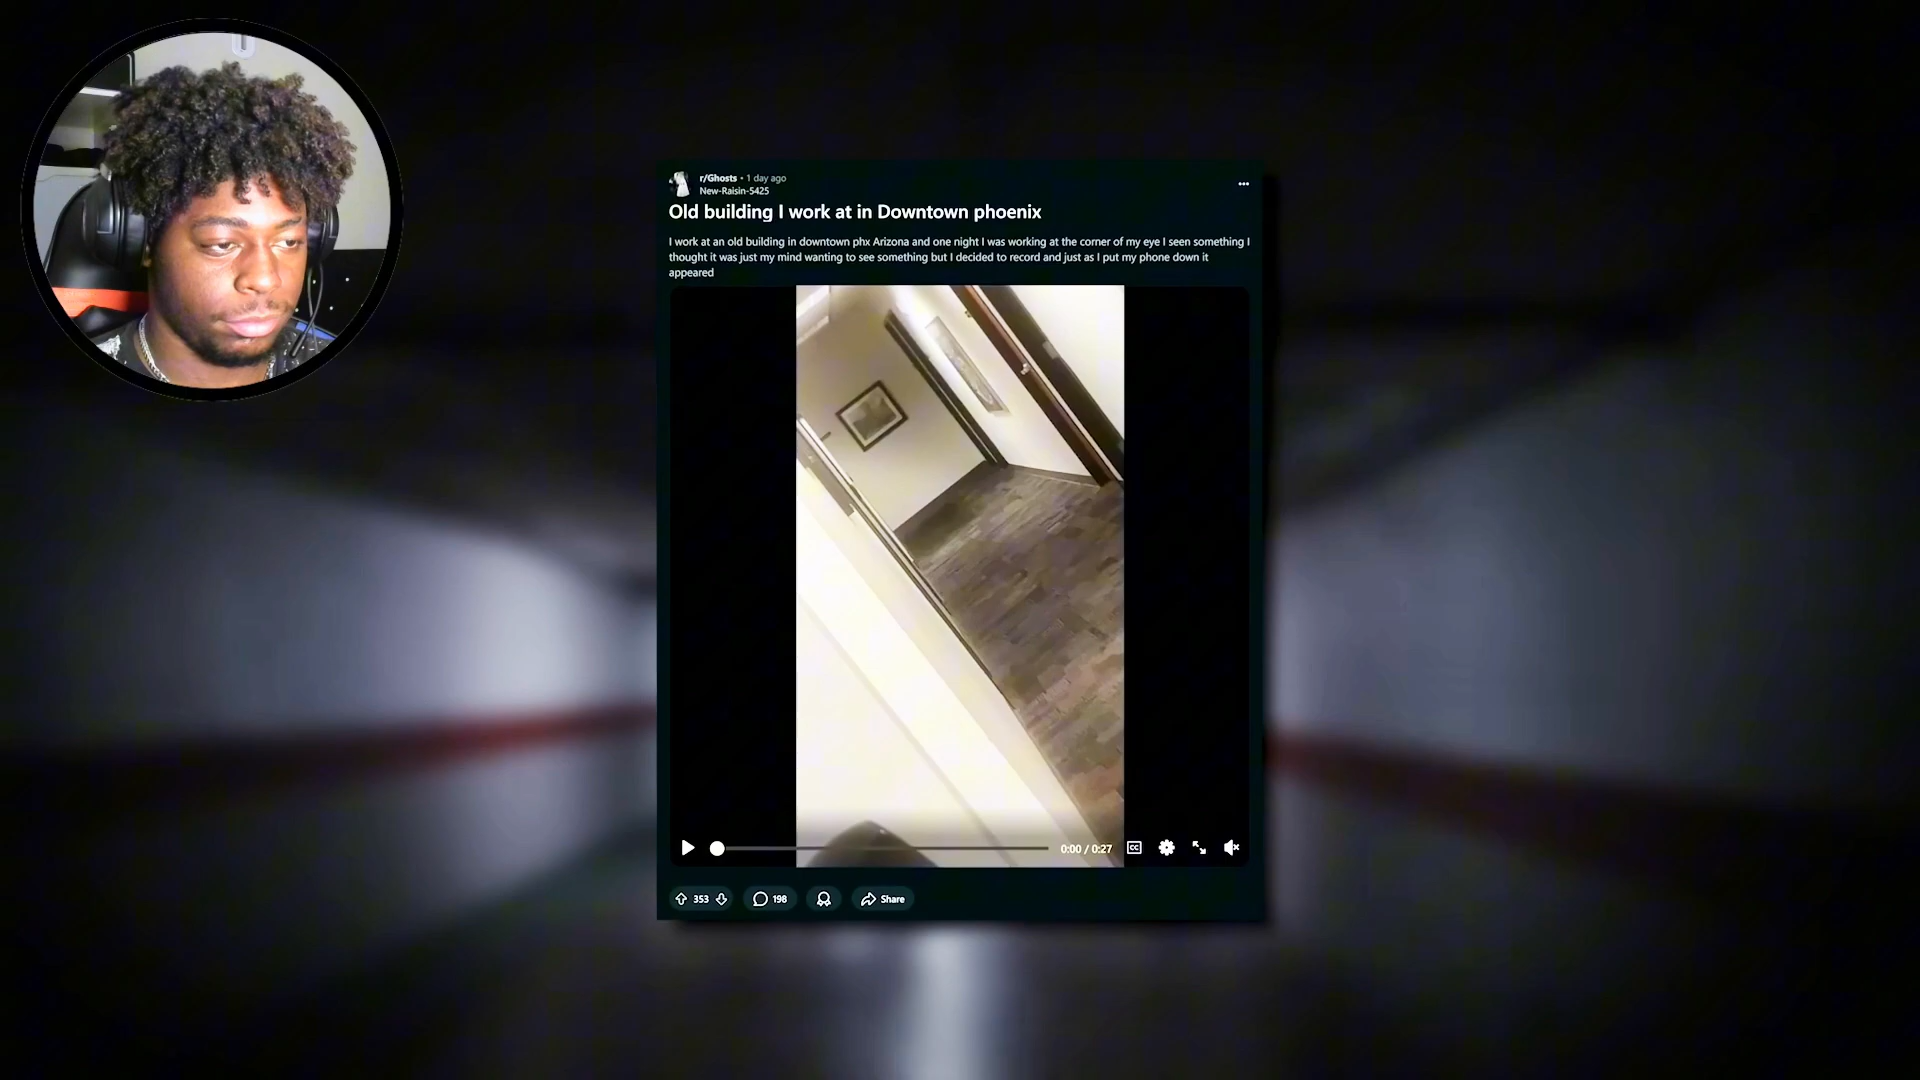 r/Ghosts • 1 day ago
New-Raisin-5425
Old building I work at in Downtown phoenix
I work at an old building in downtown phx Arizona and one night I was working at the corner of my eye I seen something I
thought it was just my mind wanting to see something but I decided to record and just as I put my phone down it
appeared
0:00 / 0:27
CC
353
198
Share